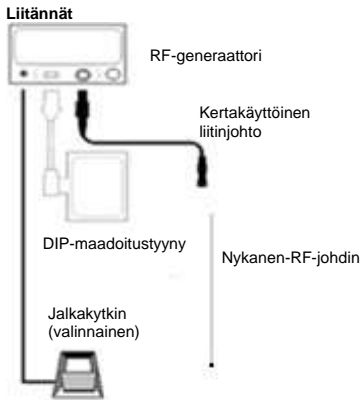 Liitännät
RF-generaattori
Kertakäyttöinen
liitinjohto
DIP-maadoitustyyny
Nykanen-RF-johdin
Jalkakytkin
(valinnainen)